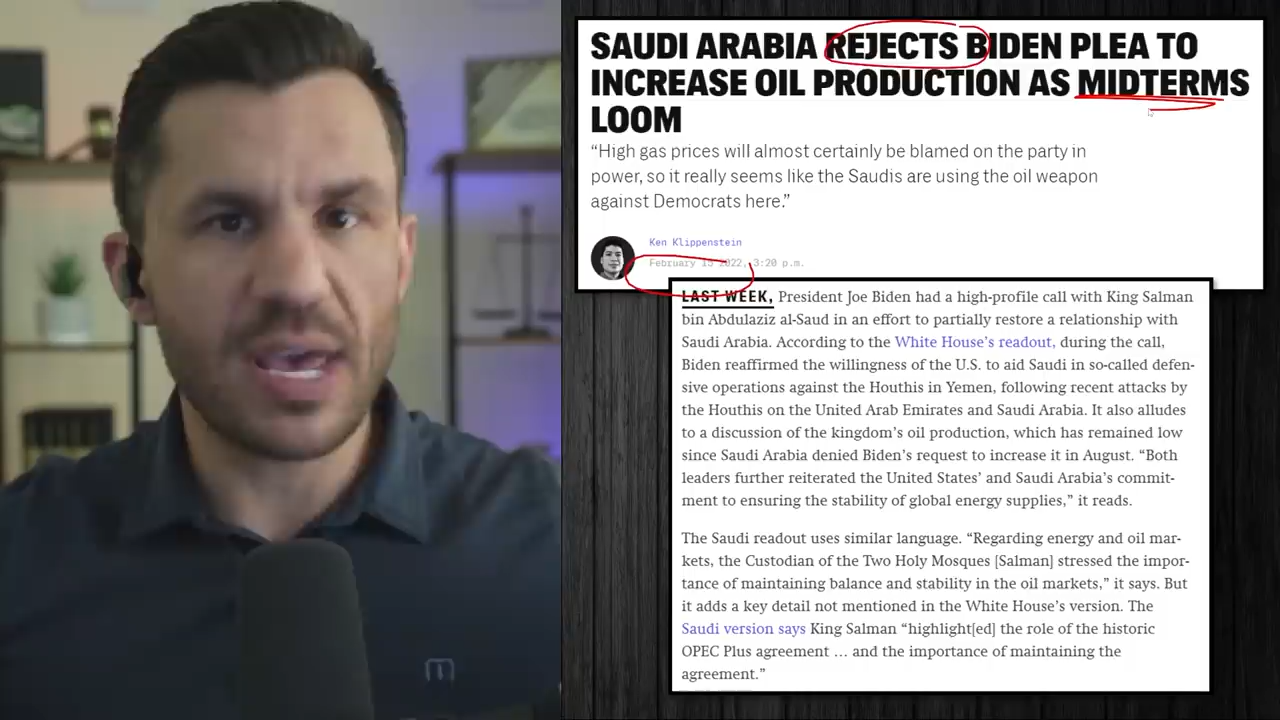 SAUDI ARABIA REJECTS BIDEN PLEA TO
INCREASE OIL PRODUCTION AS MIDTERMS
LOOM
“High gas prices will almost certainly be blamed on the party in
power, so it really seems like the Saudis are using the oil weapon
against Democrats here.”
Ken Klippenstein
February 15 2022, 3:20 p.m.
LAST WEEK, President Joe Biden had a high-profile call with King Salman
bin Abdulaziz al-Saud in an effort to partially restore a relationship with
Saudi Arabia. According to the White House’s readout, during the call,
Biden reaffirmed the willingness of the U.S. to aid Saudi in so-called defen-
sive operations against the Houthis in Yemen, following recent attacks by
the Houthis on the United Arab Emirates and Saudi Arabia. It also alludes
to a discussion of the kingdom’s oil production, which has remained low
since Saudi Arabia denied Biden’s request to increase it in August. “Both
leaders further reiterated the United States’ and Saudi Arabia’s commit-
ment to ensuring the stability of global energy supplies,” it reads.
The Saudi readout uses similar language. “Regarding energy and oil mar-
kets, the Custodian of the Two Holy Mosques [Salman] stressed the impor-
tance of maintaining balance and stability in the oil markets,” it says. But
it adds a key detail not mentioned in the White House’s version. The
Saudi version says King Salman “highlight[ed] the role of the historic
OPEC Plus agreement … and the importance of maintaining the
agreement.”